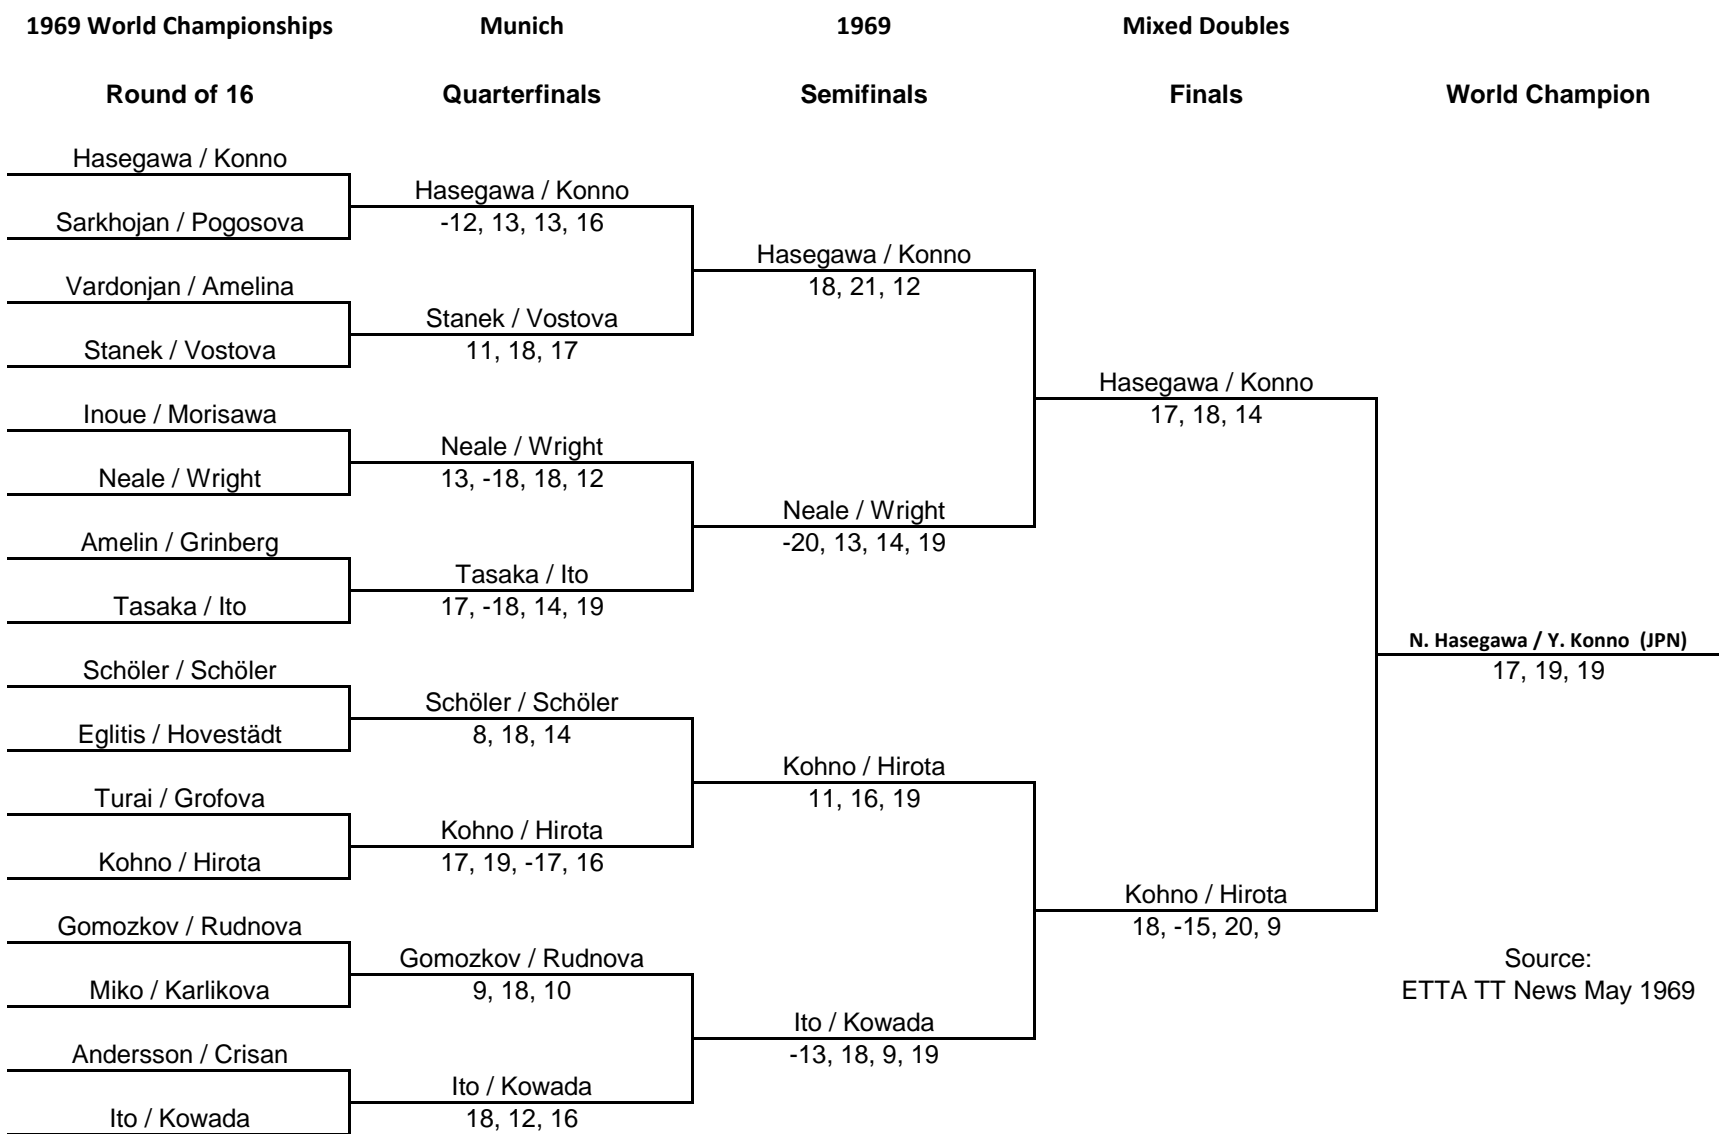 1969 World Championships Munich 1969 Mixed Doubles
Round of 16 Quarterfinals Semifinals Finals World Champion
Hasegawa / Konno
Hasegawa / Konno
Sarkhojan / Pogosova
-12, 13, 13, 16
Hasegawa / Konno
Vardonjan / Amelina
18, 21, 12
Stanek / Vostova
Stanek / Vostova
11, 18, 17
Hasegawa / Konno
Inoue / Morisawa
17, 18, 14
Neale / Wright
Neale / Wright
13, -18, 18, 12
Neale / Wright
Amelin / Grinberg
-20, 13, 14, 19
Tasaka / Ito
Tasaka / Ito
17, -18, 14, 19
N. Hasegawa / Y. Konno (JPN)
Schöler / Schöler
17, 19, 19
Schöler / Schöler
Eglitis / Hovestädt
8, 18, 14
Kohno / Hirota
Turai / Grofova
11, 16, 19
Kohno / Hirota
Kohno / Hirota
17, 19, -17, 16
Kohno / Hirota
Gomozkov / Rudnova
18, -15, 20, 9
Gomozkov / Rudnova
Source:
Miko / Karlikova
9, 18, 10
ETTA TT News May 1969
Ito / Kowada
Andersson / Crisan
-13, 18, 9, 19
Ito / Kowada
Ito / Kowada
18, 12, 16